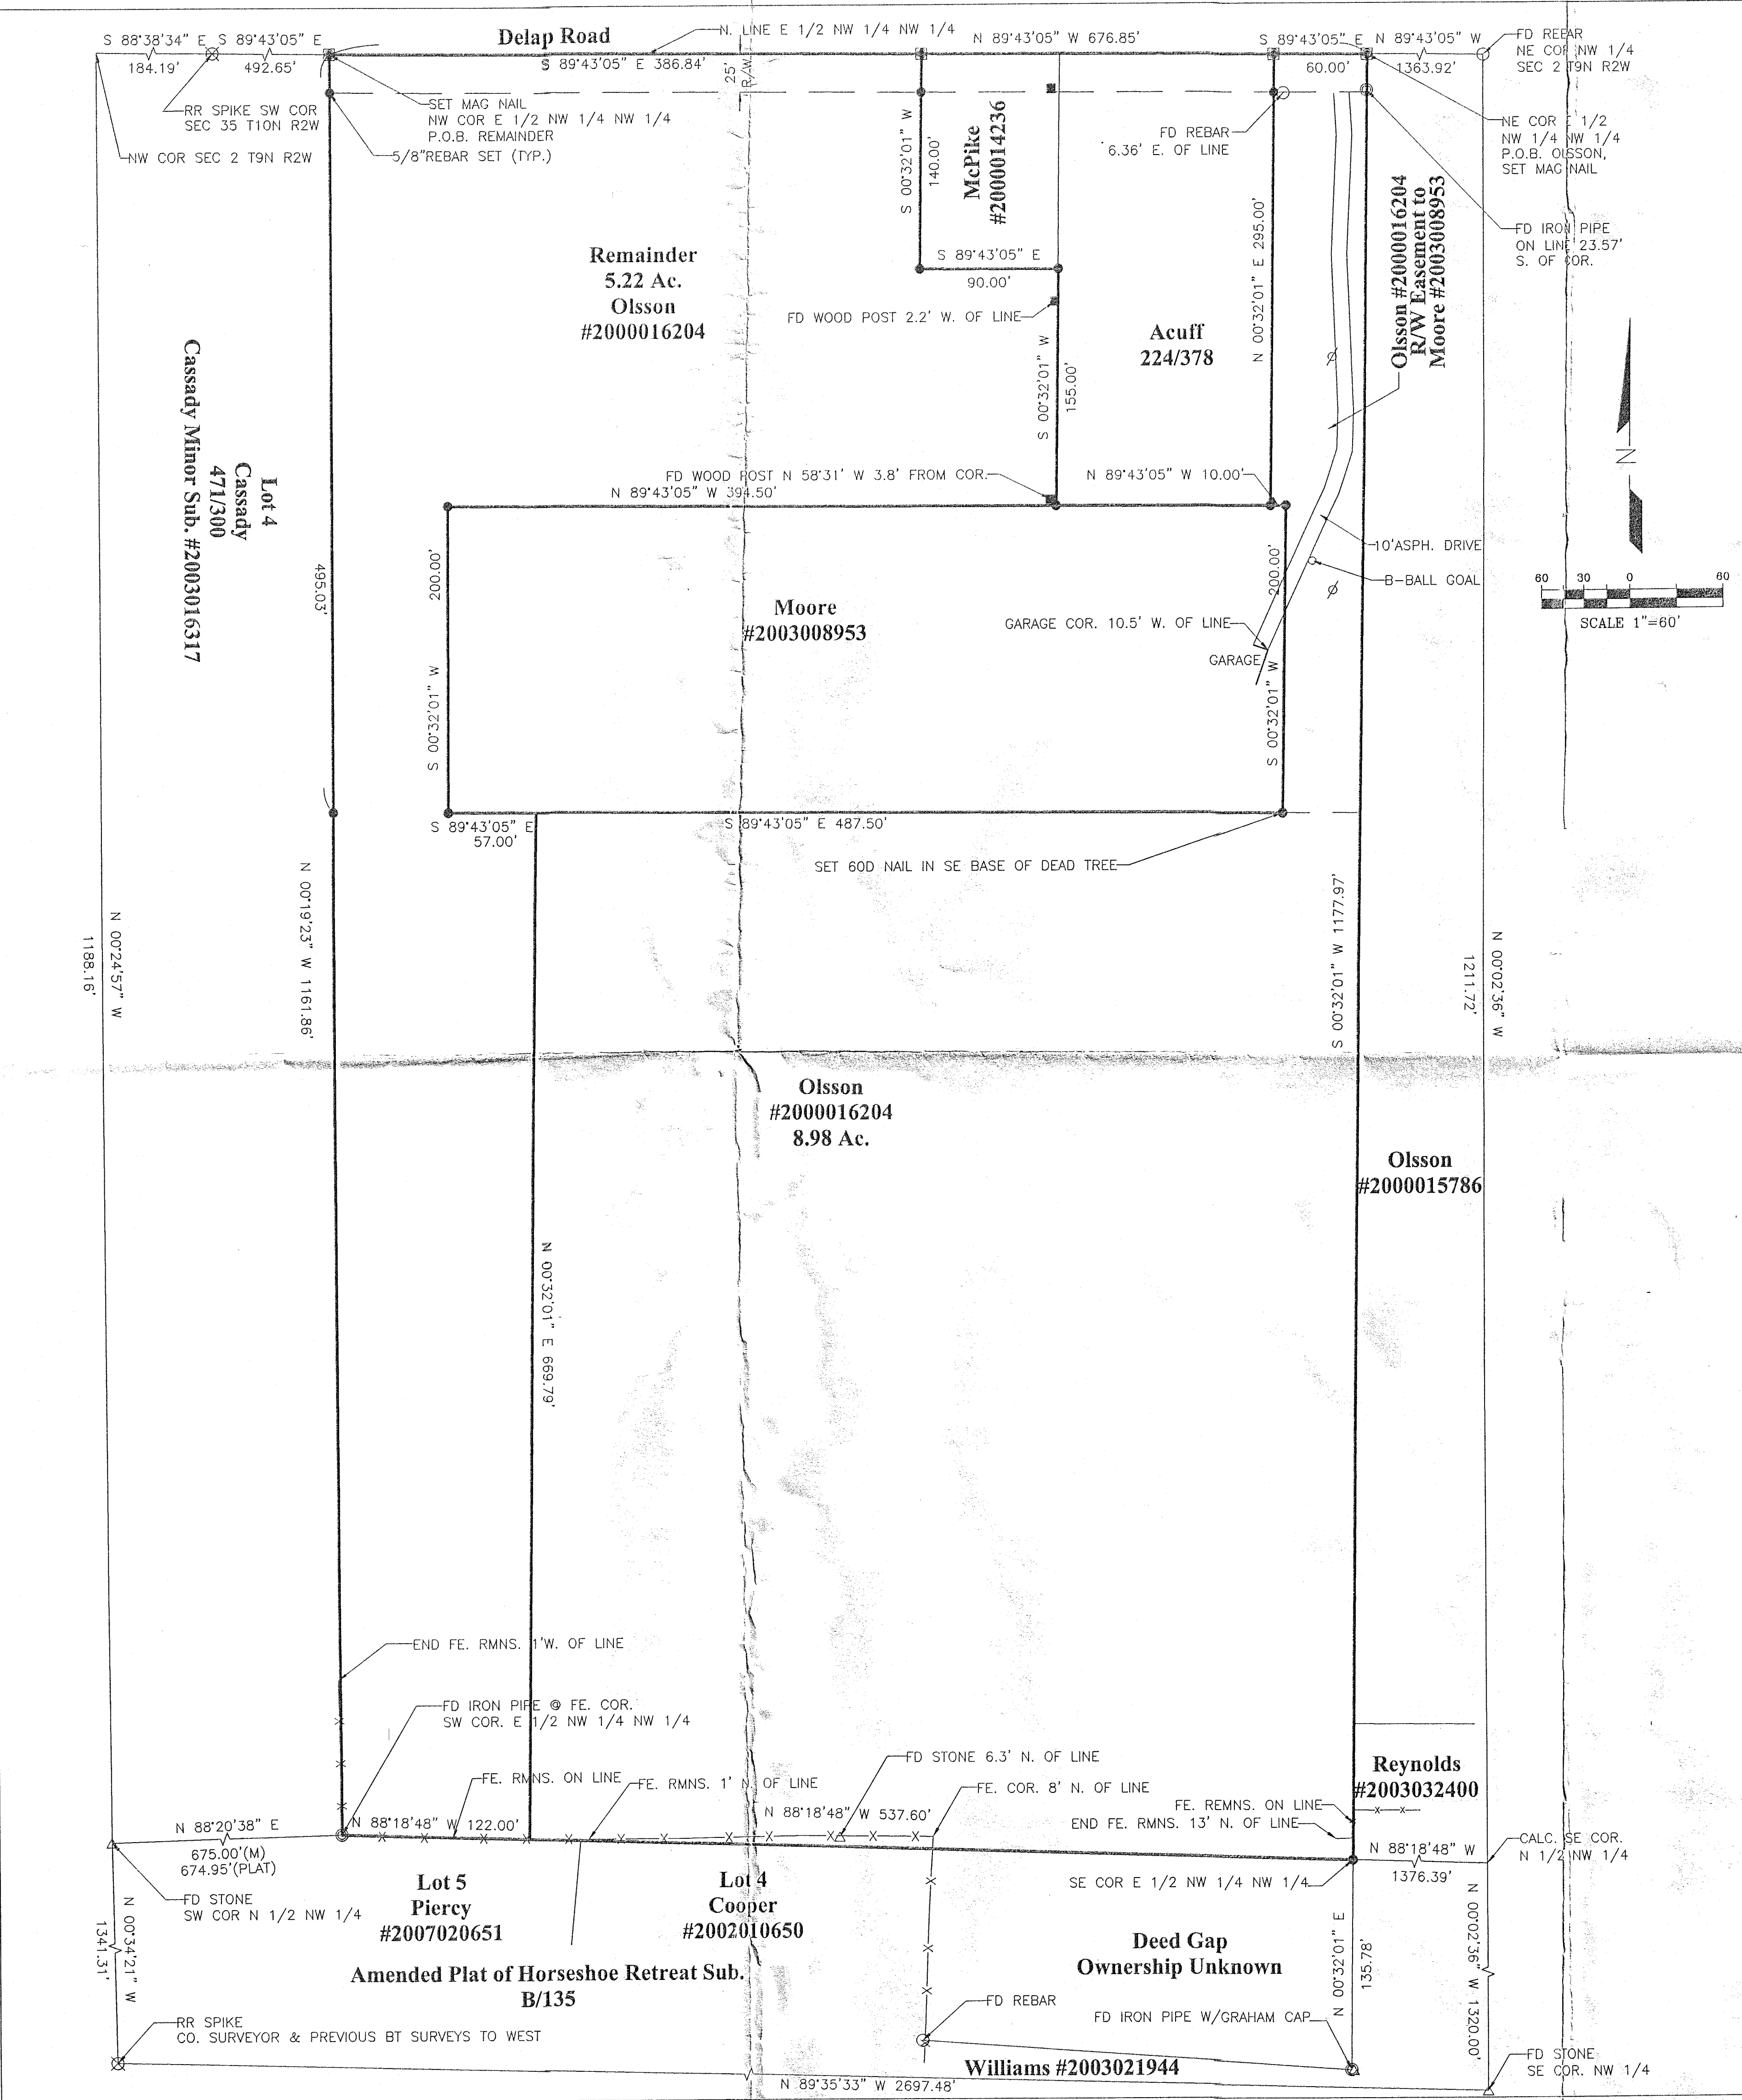 Delap Road
N. LINE E 1/2 NW 1/4 NW 1/4
S 88°38'34" E
184.19'
S 89°43'05" E
492.65'
S 89°43'05" E 386.84'
25'
R/W
N 89°43'05" W 676.85'
S 89°43'05" E
60.00'
N 89°43'05" W
1363.92'
FD REBAR
NE COR NW 1/4
SEC 2 T9N R2W
RR SPIKE SW COR
SEC 35 T10N R2W
NW COR SEC 2 T9N R2W
SET MAG NAIL
NW COR E 1/2 NW 1/4 NW 1/4
P.O.B. REMAINDER
5/8"REBAR SET (TYP.)
S 00°32'01" W
140.00'
McPike
#2000014236
FD REBAR
6.36' E. OF LINE
NE COR E 1/2
NW 1/4 NW 1/4
P.O.B. OLSSON,
SET MAG NAIL
FD IRON PIPE
ON LINE 23.57'
S. OF COR.
Olsson #2000016204
R/W Easement to
Moore #2003008953
Remainder
5.22 Ac.
Olsson
#2000016204
S 89°43'05" E
90.00'
FD WOOD POST 2.2' W. OF LINE
S 00°32'01" W
155.00'
Acuff
224/378
N 00°32'01" E 295.00'
N
Lot 4
Cassady
471/300
Cassady Minor Sub. #2003016317
495.03'
FD WOOD POST N 58°31' W 3.8' FROM COR.
N 89°43'05" W 394.50'
N 89°43'05" W 10.00'
10'ASPH. DRIVE
B-BALL GOAL
60 30 0 60
SCALE 1"=60'
200.00'
S 00°32'01" W
Moore
#2003008953
200.00'
S 00°32'01" W
GARAGE COR. 10.5' W. OF LINE
GARAGE
S 89°43'05" E
57.00'
S 89°43'05" E 487.50'
SET 60D NAIL IN SE BASE OF DEAD TREE
N 00°24'57" W
1188.16'
N 00°19'23" W 1161.86'
S 00°32'01" W 1177.97'
N 00°02'36" W
1211.72'
Olsson
#2000016204
8.98 Ac.
Olsson
#2000015786
N 00°32'01" E 669.79'
END FE. RMNS. 1'W. OF LINE
FD IRON PIPE @ FE. COR.
SW COR. E 1/2 NW 1/4 NW 1/4
FE. RMNS. ON LINE
FE. RMNS. 1' N. OF LINE
FD STONE 6.3' N. OF LINE
FE. COR. 8' N. OF LINE
Reynolds
#2003032400
FE. REMNS. ON LINE
END FE. RMNS. 13' N. OF LINE
N 88°20'38" E
675.00'(M)
674.95'(PLAT)
N 88°18'48" W 122.00'
N 88°18'48" W 537.60'
N 88°18'48" W
1376.39'
CALC. SE COR.
N 1/2 NW 1/4
SE COR E 1/2 NW 1/4 NW 1/4
FD STONE
SW COR N 1/2 NW 1/4
Lot 5
Piercy
#2007020651
Lot 4
Cooper
#2002010650
Deed Gap
Ownership Unknown
N 00°34'21" W
1341.31'
N 00°32'01" E
135.78'
N 00°02'36" W 1320.00'
Amended Plat of Horseshoe Retreat Sub.
B/135
FD REBAR
FD IRON PIPE W/GRAHAM CAP
RR SPIKE
CO. SURVEYOR & PREVIOUS BT SURVEYS TO WEST
Williams #2003021944
N 89°35'33" W 2697.48'
FD STONE
SE COR. NW 1/4